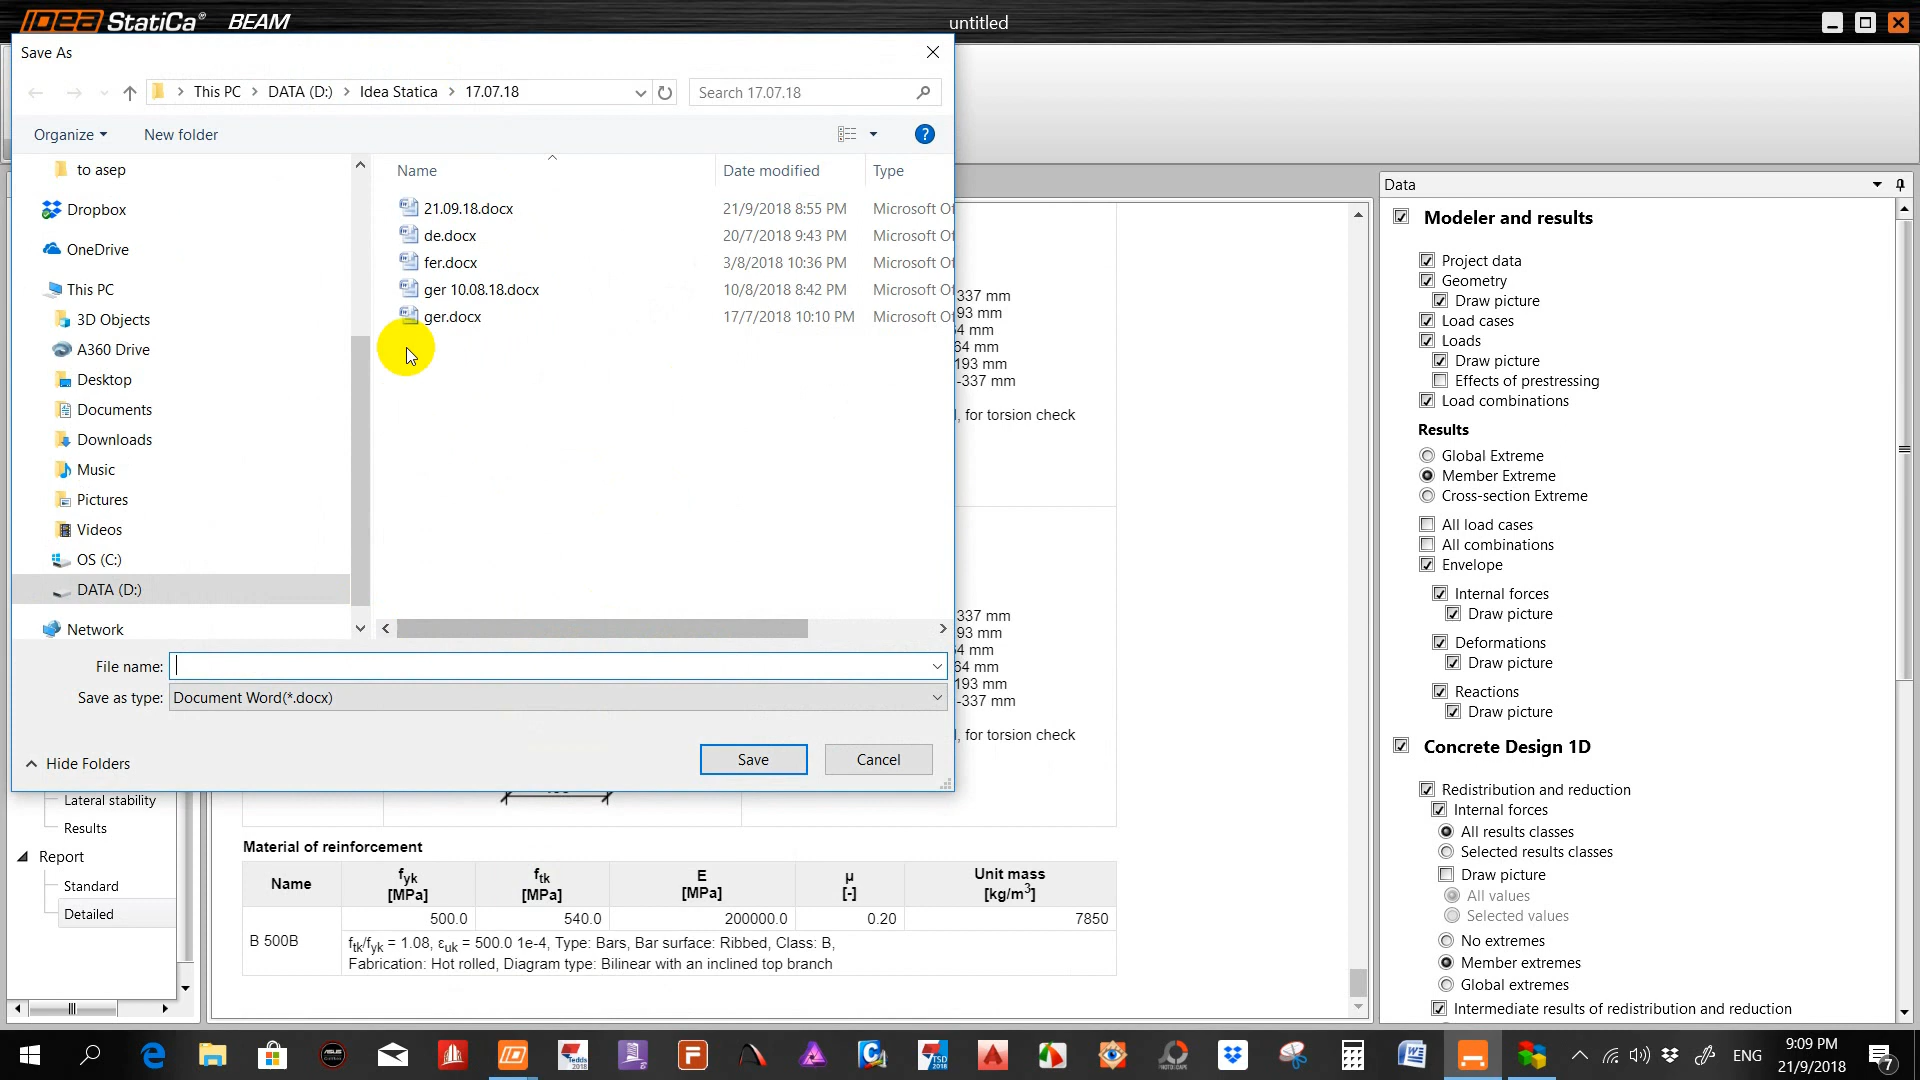 IDEA StatiCa® BEAM
untitled
Save As
This PC > DATA (D:) > Idea Statica > 17.07.18
Search 17.07.18
Organize
New folder
?
to asep
Dropbox
OneDrive
This PC
3D Objects
A360 Drive
Desktop
Documents
Downloads
Music
Pictures
Videos
OS (C:)
DATA (D:)
Network
Name Date modified Type
21.09.18.docx 21/9/2018 8:55 PM Microsoft Of
de.docx 20/7/2018 9:43 PM Microsoft Of
fer.docx 3/8/2018 10:36 PM Microsoft Of
ger 10.08.18.docx 10/8/2018 8:42 PM Microsoft Of
ger.docx 17/7/2018 10:10 PM Microsoft Of
File name:
Save as type: Document Word(*.docx)
Hide Folders
Save
Cancel
337 mm
93 mm
4 mm
64 mm
193 mm
-337 mm
, for torsion check
337 mm
93 mm
4 mm
64 mm
193 mm
-337 mm
, for torsion check
Lateral stability
Results
Report
Standard
Detailed
Material of reinforcement
Name fyk [MPa] ftk [MPa] E [MPa] μ [-] Unit mass [kg/m3]
B 500B 500.0 540.0 200000.0 0.20 7850
ftk/fyk = 1.08, εuk = 500.0 1e-4, Type: Bars, Bar surface: Ribbed, Class: B,
Fabrication: Hot rolled, Diagram type: Bilinear with an inclined top branch
Data
Modeler and results
Project data
Geometry
Draw picture
Load cases
Loads
Draw picture
Effects of prestressing
Load combinations
Results
Global Extreme
Member Extreme
Cross-section Extreme
All load cases
All combinations
Envelope
Internal forces
Draw picture
Deformations
Draw picture
Reactions
Draw picture
Concrete Design 1D
Redistribution and reduction
Internal forces
All results classes
Selected results classes
Draw picture
All values
Selected values
No extremes
Member extremes
Global extremes
Intermediate results of redistribution and reduction
ENG
9:09 PM
21/9/2018
7